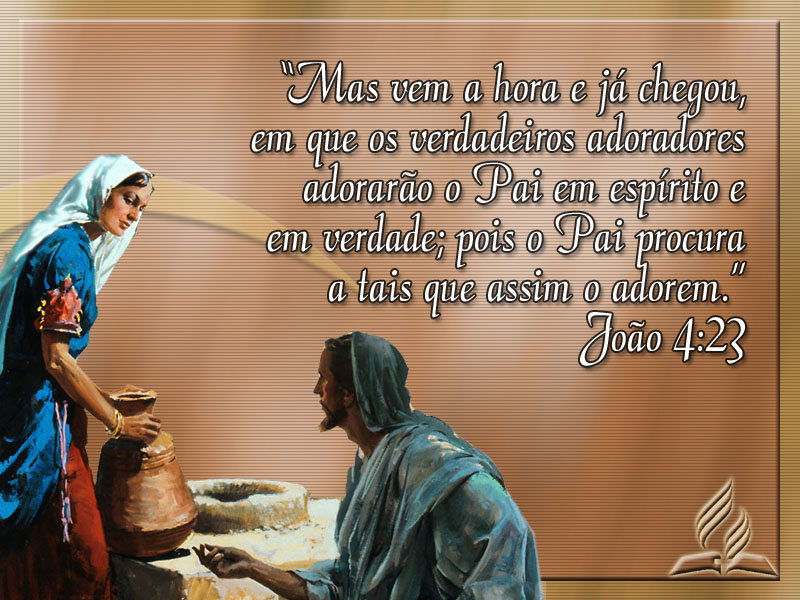 “Mas vem a hora e já chegou,
em que os verdadeiros adoradores
adorarão o Pai em espírito e
em verdade; pois o Pai procura
a tais que assim o adorem.”
João 4:23